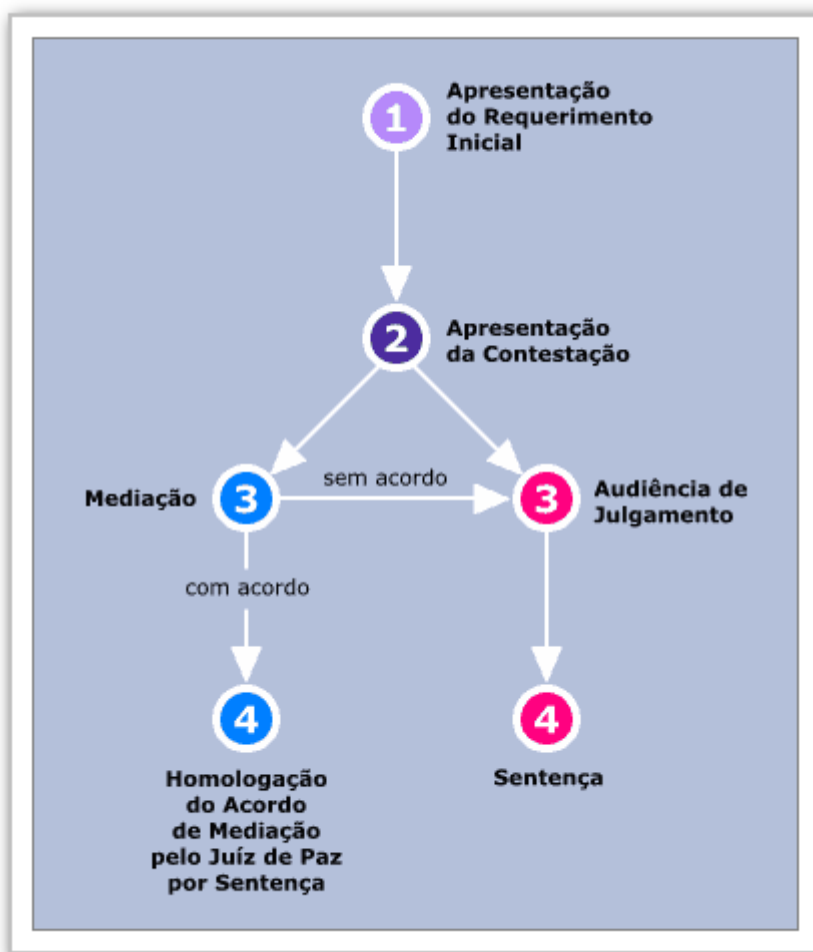 1
Apresentação
do Requerimento
Inicial
2
Apresentação
da Contestação
Mediação
3
sem acordo
3
Audiência de
Julgamento
com acordo
4
Homologação
do Acordo
de Mediação
pelo Juíz de Paz
por Sentença
4
Sentença